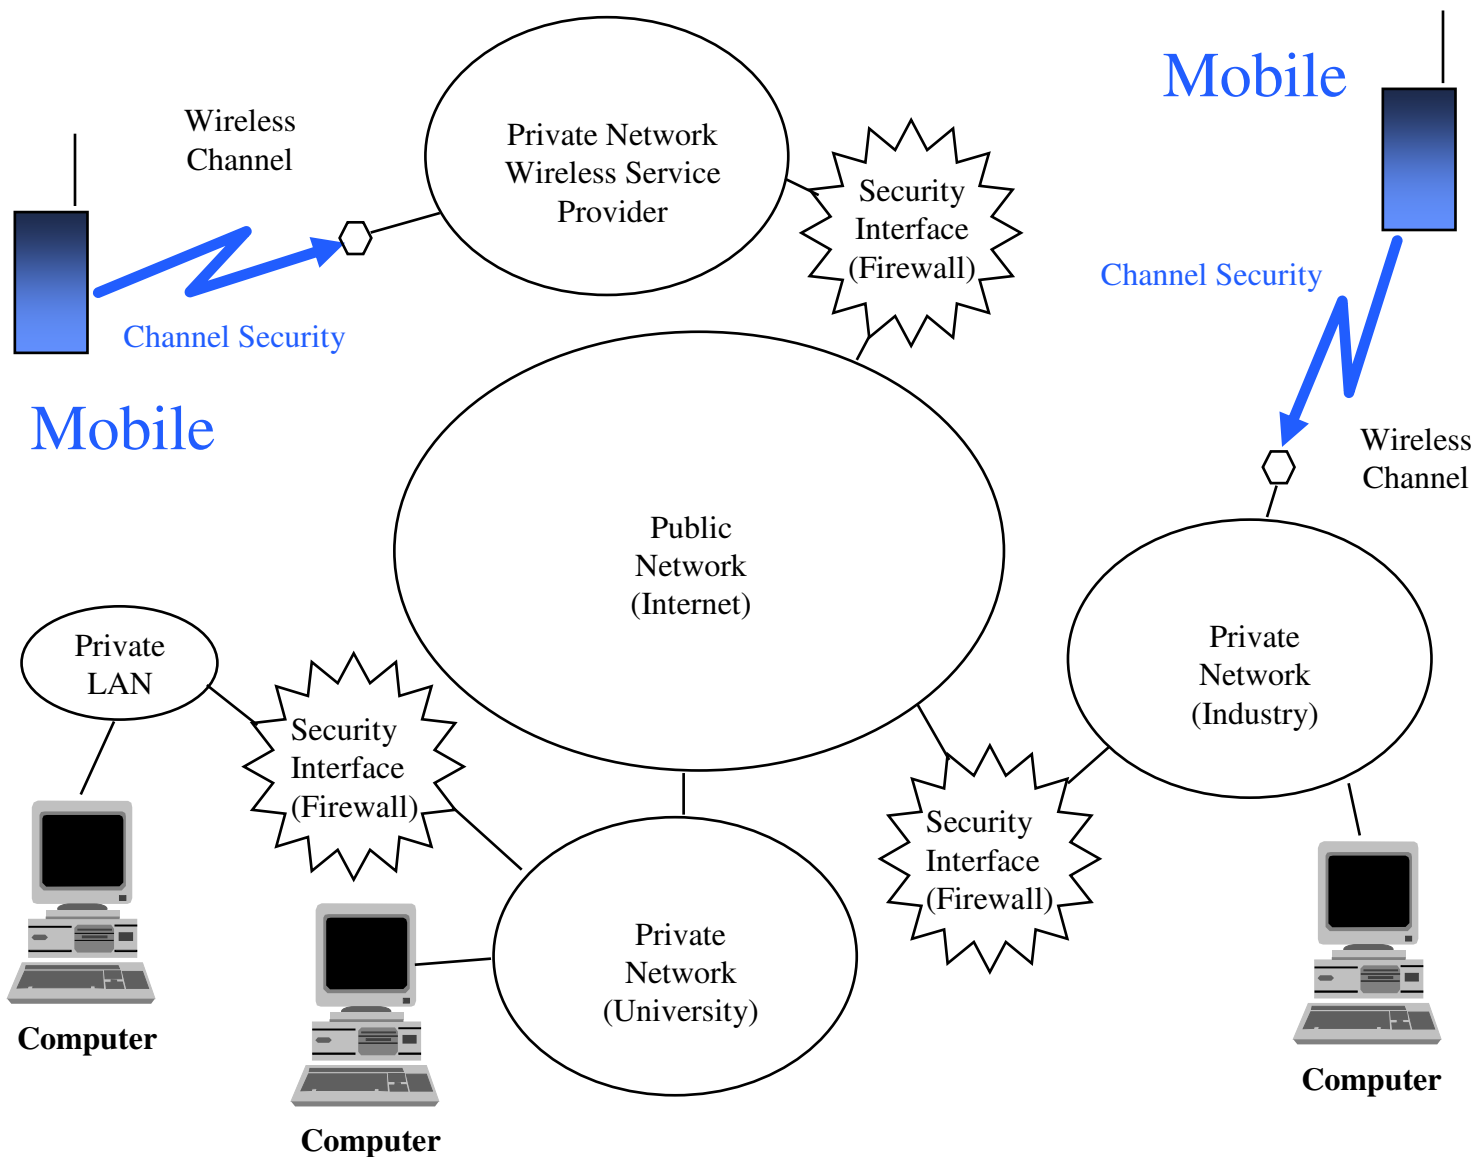 Mobile
Wireless
Channel
Private Network
Wireless Service
Provider
Security
Interface
(Firewall)
Channel Security
Channel Security
Mobile
Wireless
Channel
Public
Network
(Internet)
Private
LAN
Private
Network
(Industry)
Security
Interface
(Firewall)
Security
Interface
(Firewall)
Private
Network
(University)
Computer
Computer
Computer